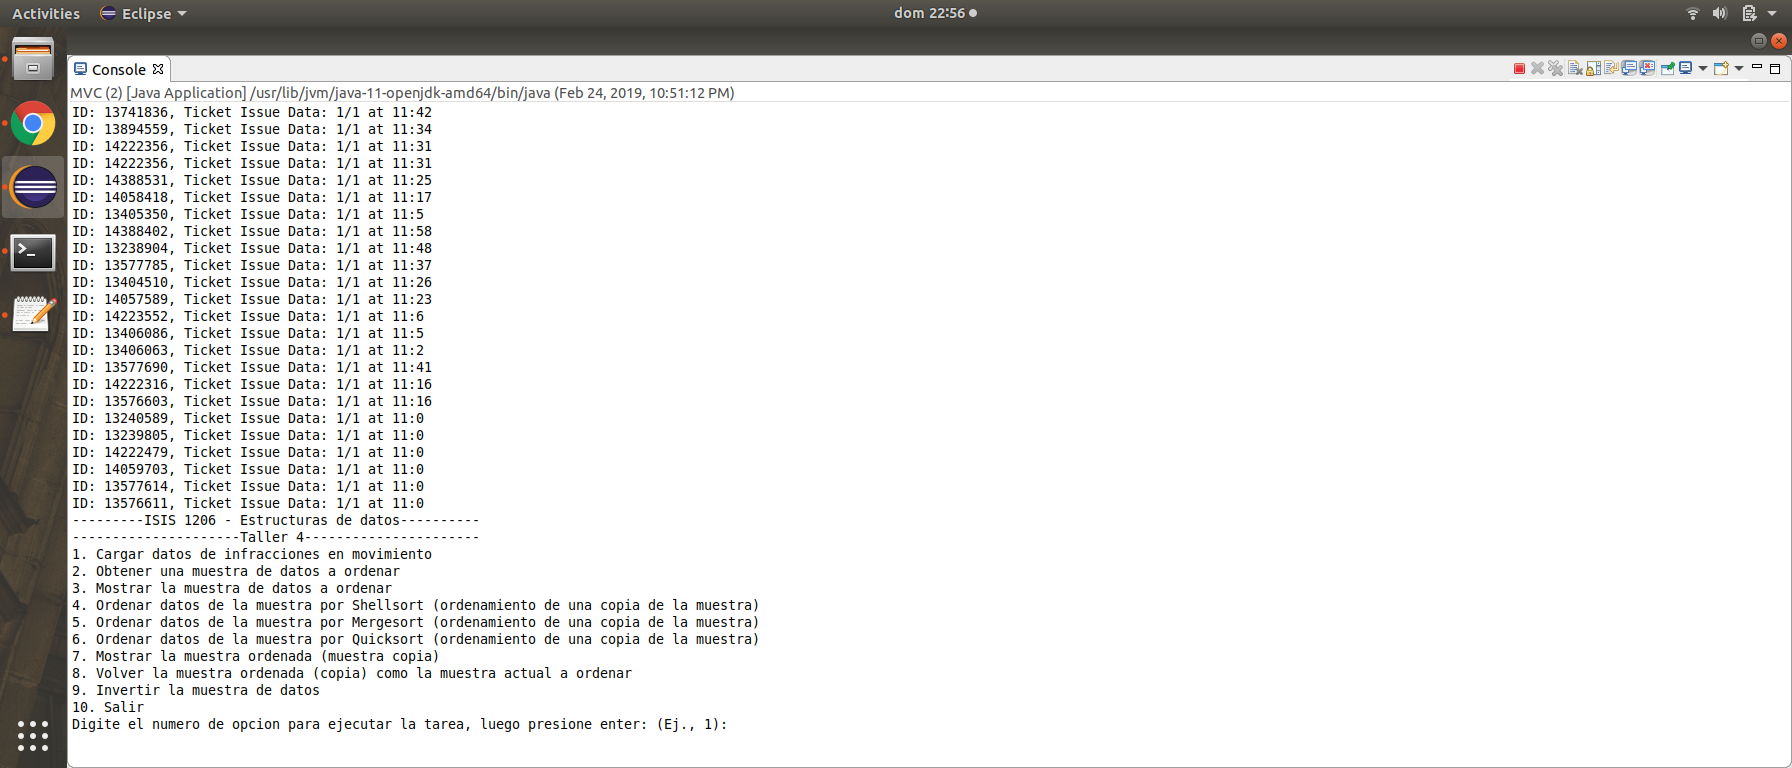 Activities
Eclipse
dom 22:56
Console
MVC (2) [Java Application] /usr/lib/jvm/java-11-openjdk-amd64/bin/java (Feb 24, 2019, 10:51:12 PM)
ID: 13741836, Ticket Issue Data: 1/1 at 11:42
ID: 13894559, Ticket Issue Data: 1/1 at 11:34
ID: 14222356, Ticket Issue Data: 1/1 at 11:31
ID: 14222356, Ticket Issue Data: 1/1 at 11:31
ID: 14388531, Ticket Issue Data: 1/1 at 11:25
ID: 14058418, Ticket Issue Data: 1/1 at 11:17
ID: 13405350, Ticket Issue Data: 1/1 at 11:5
ID: 14388402, Ticket Issue Data: 1/1 at 11:58
ID: 13238904, Ticket Issue Data: 1/1 at 11:48
ID: 13577785, Ticket Issue Data: 1/1 at 11:37
ID: 13404510, Ticket Issue Data: 1/1 at 11:26
ID: 14057589, Ticket Issue Data: 1/1 at 11:23
ID: 14223552, Ticket Issue Data: 1/1 at 11:6
ID: 13406086, Ticket Issue Data: 1/1 at 11:5
ID: 13406063, Ticket Issue Data: 1/1 at 11:2
ID: 13577690, Ticket Issue Data: 1/1 at 11:41
ID: 14222316, Ticket Issue Data: 1/1 at 11:16
ID: 13576603, Ticket Issue Data: 1/1 at 11:16
ID: 13240589, Ticket Issue Data: 1/1 at 11:0
ID: 13239805, Ticket Issue Data: 1/1 at 11:0
ID: 14222479, Ticket Issue Data: 1/1 at 11:0
ID: 14059703, Ticket Issue Data: 1/1 at 11:0
ID: 13577614, Ticket Issue Data: 1/1 at 11:0
ID: 13576611, Ticket Issue Data: 1/1 at 11:0
---------ISIS 1206 - Estructuras de datos----------
---------------------Taller 4----------------------
1. Cargar datos de infracciones en movimiento
2. Obtener una muestra de datos a ordenar
3. Mostrar la muestra de datos a ordenar
4. Ordenar datos de la muestra por Shellsort (ordenamiento de una copia de la muestra)
5. Ordenar datos de la muestra por Mergesort (ordenamiento de una copia de la muestra)
6. Ordenar datos de la muestra por Quicksort (ordenamiento de una copia de la muestra)
7. Mostrar la muestra ordenada (muestra copia)
8. Volver la muestra ordenada (copia) como la muestra actual a ordenar
9. Invertir la muestra de datos
10. Salir
Digite el numero de opcion para ejecutar la tarea, luego presione enter: (Ej., 1):